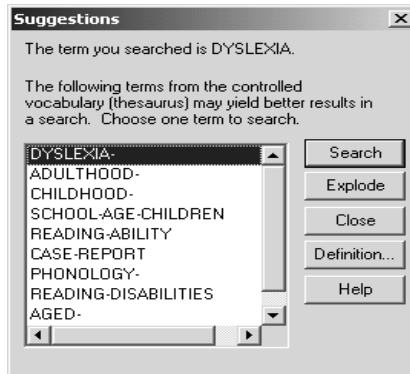 Suggestions
The term you searched is DYSLEXIA.
The following terms from the controlled
vocabulary (thesaurus) may yield better results in
a search. Choose one term to search.
DYSLEXIA-
ADULTHOOD-
CHILDHOOD-
SCHOOL-AGE-CHILDREN
READING-ABILITY
CASE-REPORT
PHONOLOGY-
READING-DISABILITIES
AGED-
Search
Explode
Close
Definition...
Help